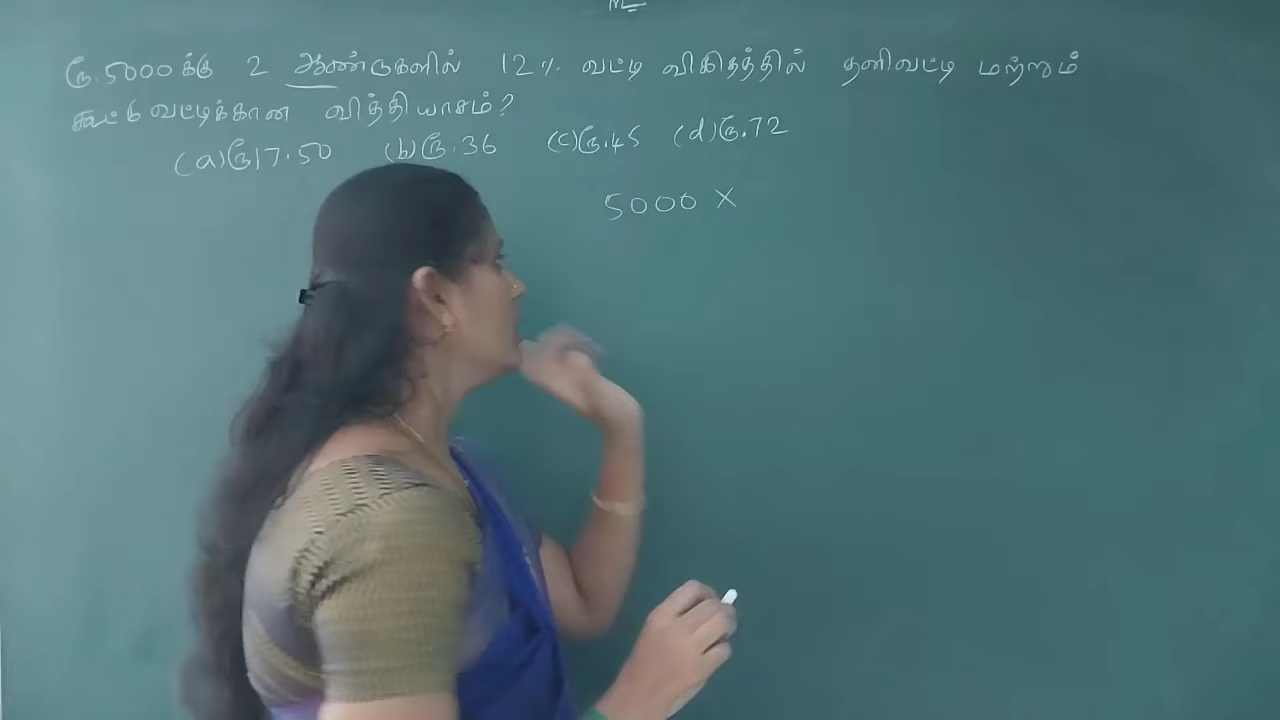 ரூ.5000க்கு 2 ஆண்டுகளில் 12% வட்டி விகிதத்தில் தனிவட்டி மற்றும்
கூட்டுவட்டிக்கான வித்தியாசம்?
(a)ரூ17.50 (b)ரூ.36 (c)ரூ.45 (d)ரூ.72
5000 X